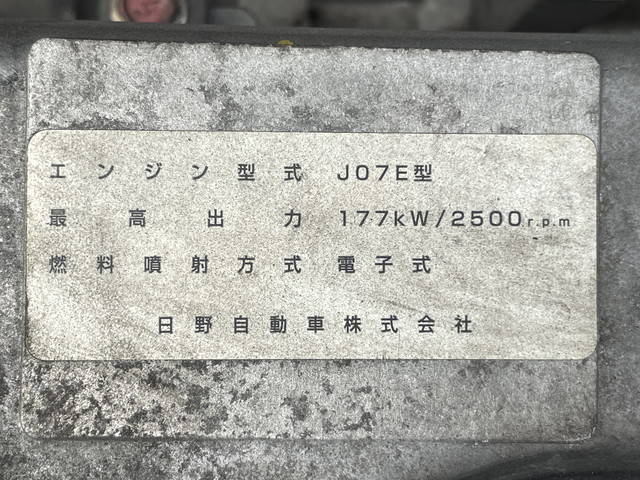 エンジン型式 J07E型
最高出力 177kW/2500r.p.m
燃料噴射方式 電子式
日野自動車株式会社